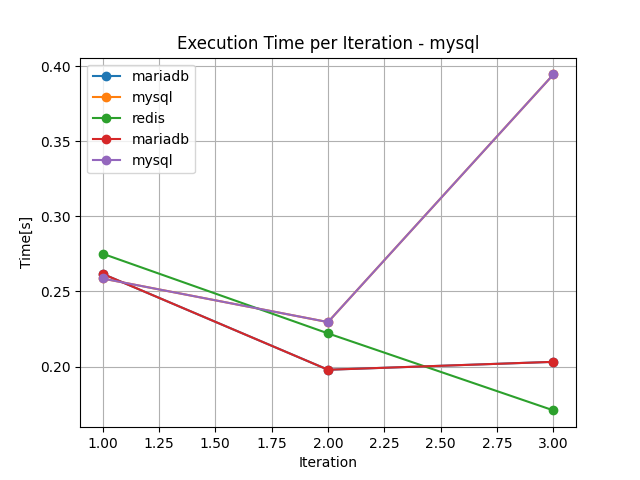 Execution Time per Iteration - mysql
mariadb
mysql
redis
mariadb
mysql
Time[s]
0.40
0.35
0.30
0.25
0.20
1.00 1.25 1.50 1.75 2.00 2.25 2.50 2.75 3.00
Iteration